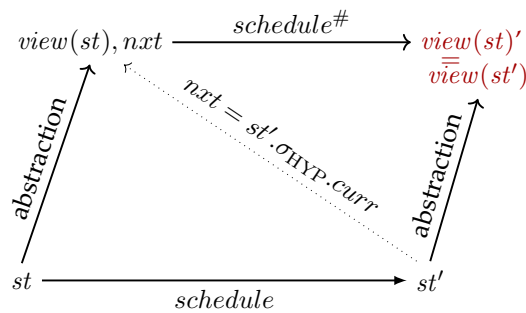 schedule#
view(st), nxt
view(st)′
=
view(st′)
nxt = st′.σHYP.curr
abstraction
abstraction
st
st′
schedule